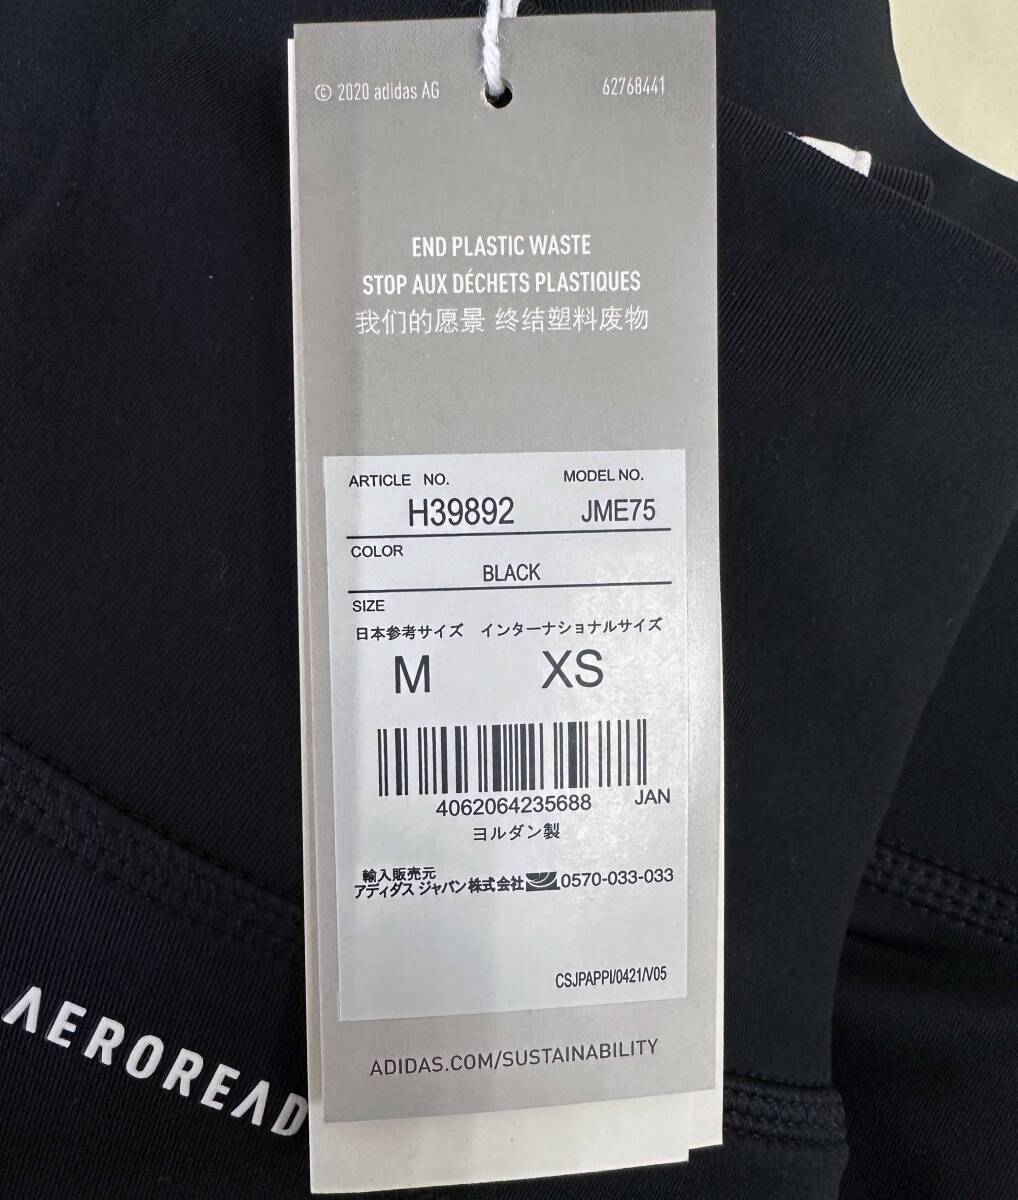 © 2020 adidas AG 62768441
END PLASTIC WASTE
STOP AUX DÉCHETS PLASTIQUES
我们的愿景 终结塑料废物
ARTICLE NO. MODEL NO.
H39892 JME75
COLOR
BLACK
SIZE
日本参考サイズ インターナショナルサイズ
M XS
4062064235688 JAN
ヨルダン製
輸入販売元
アディダス ジャパン株式会社 0570-033-033
CSJPAPPI/0421/V05
ADIDAS.COM/SUSTAINABILITY
AEROREAD